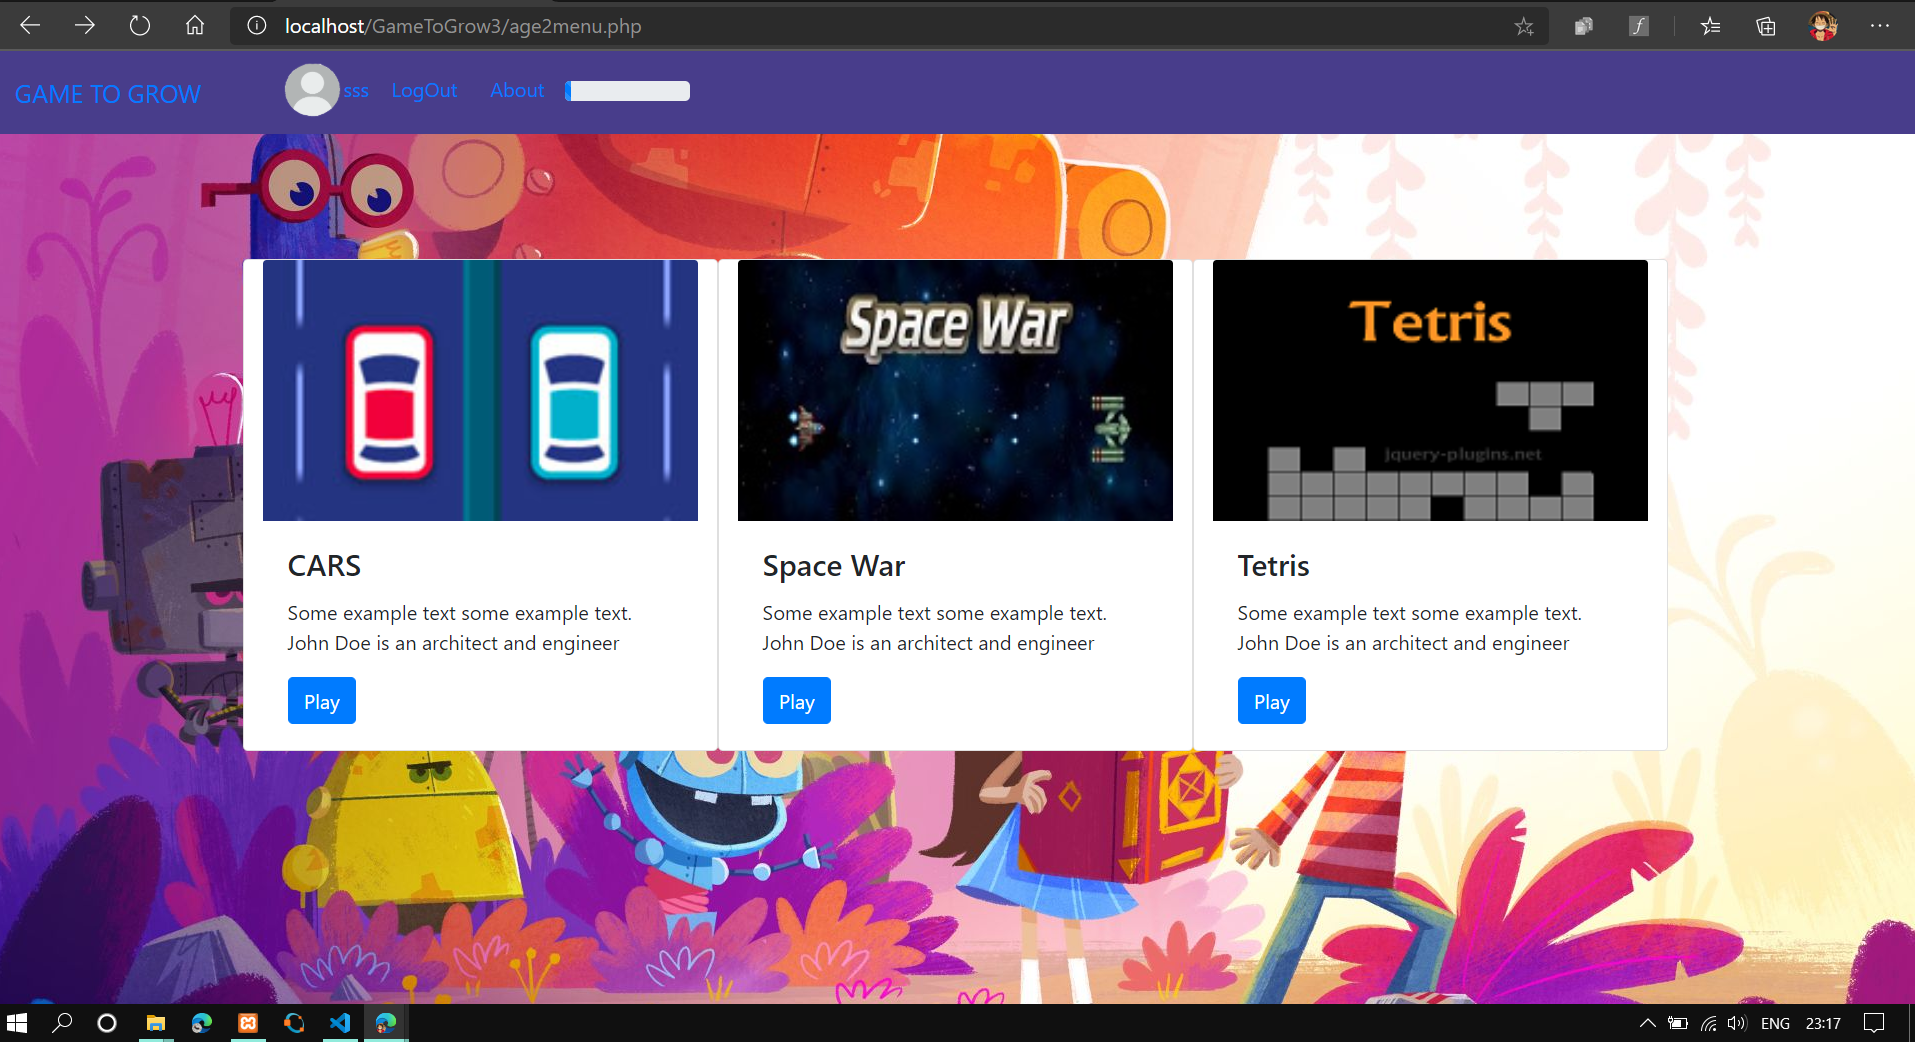 localhost/GameToGrow3/age2menu.php
GAME TO GROW
sss LogOut About
Space War
Tetris
jquery-plugins.net
CARS
Some example text some example text.
John Doe is an architect and engineer
Play
Space War
Some example text some example text.
John Doe is an architect and engineer
Play
Tetris
Some example text some example text.
John Doe is an architect and engineer
Play
ENG 23:17